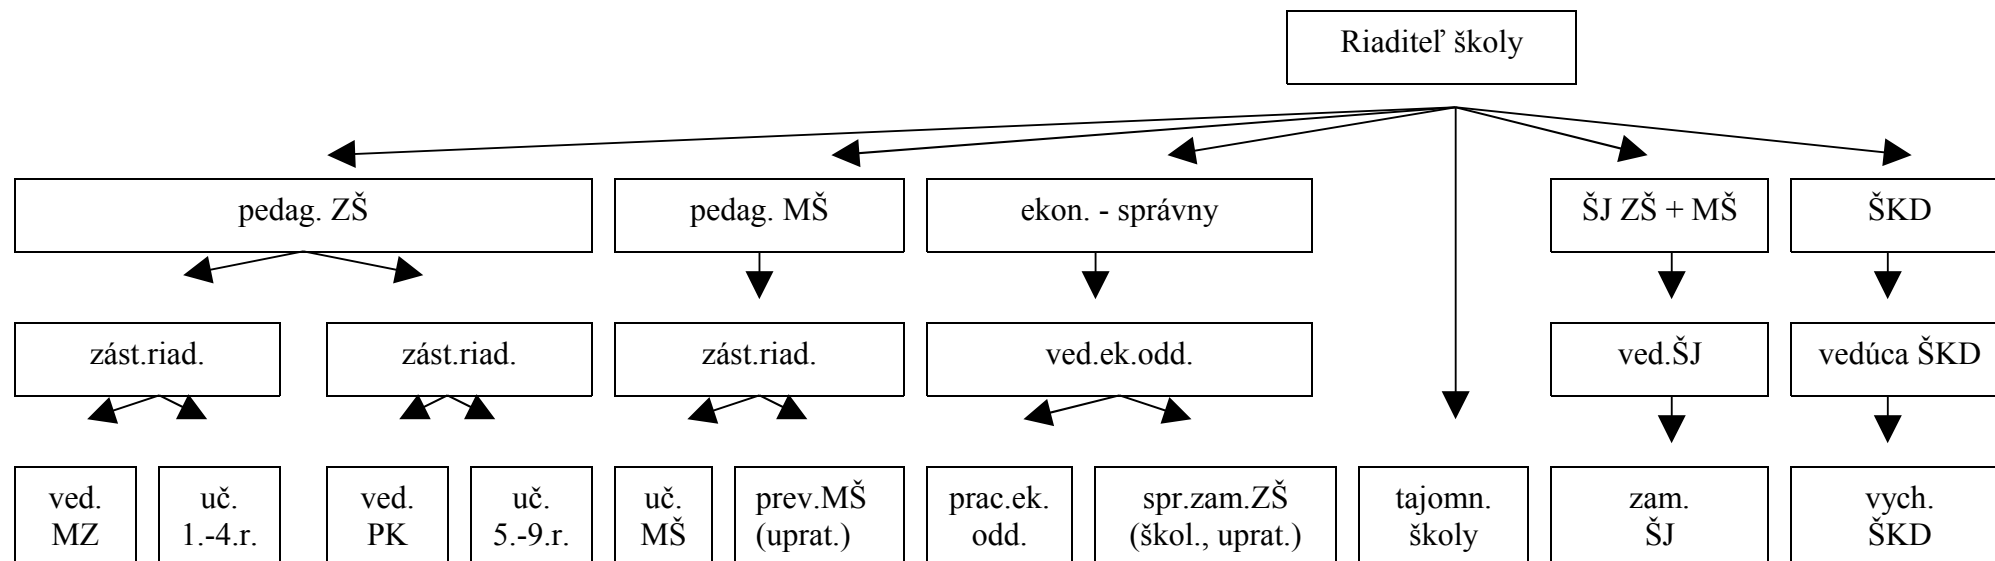 Riaditeľ školy
pedag. ZŠ
pedag. MŠ
ekon. - správny
ŠJ ZŠ + MŠ
ŠKD
zást.riad.
zást.riad.
zást.riad.
ved.ek.odd.
ved.ŠJ
vedúca ŠKD
ved.
MZ
uč.
1.-4.r.
ved.
PK
uč.
5.-9.r.
uč.
MŠ
prev.MŠ
(uprat.)
prac.ek.
odd.
spr.zam.ZŠ
(škol., uprat.)
tajomn.
školy
zam.
ŠJ
vych.
ŠKD